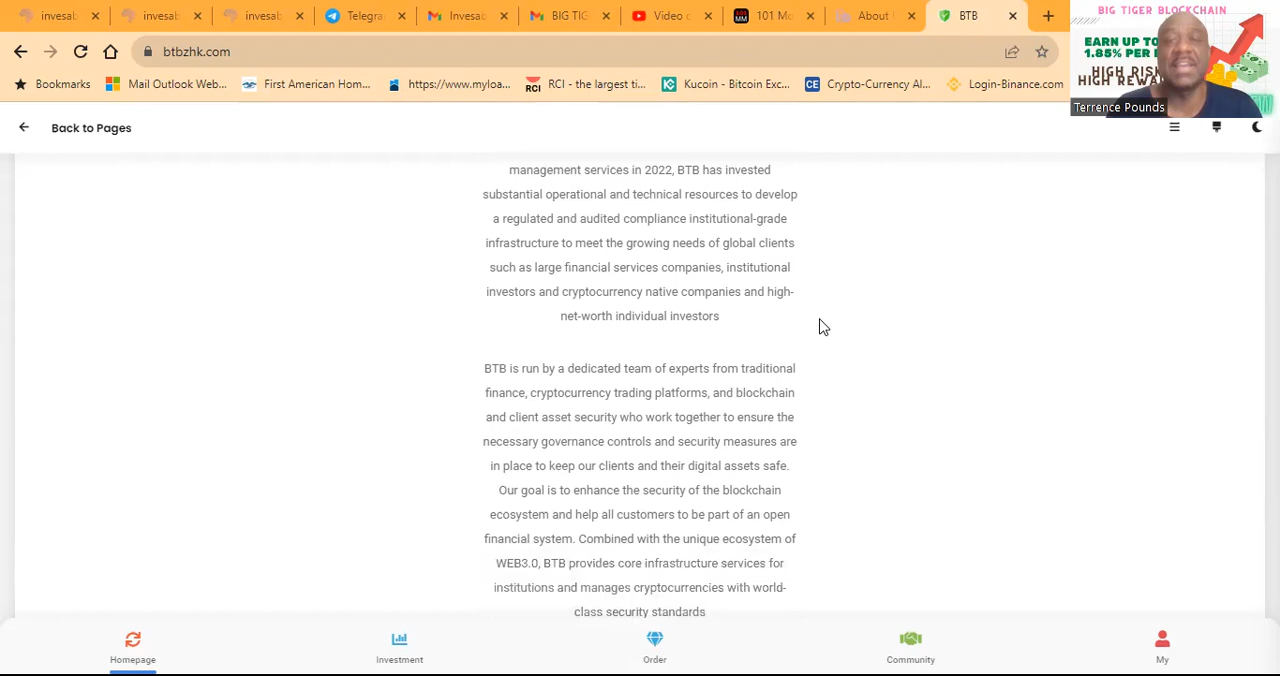 invesab
invesab
invesab
Telegra
Invesab
BIG TIG
Video c
101 Mo
About
BTB
btbzhk.com
Bookmarks
Mail Outlook Web...
First American Hom...
https://www.myloa...
RCI - the largest ti...
Kucoin - Bitcoin Exc...
Crypto-Currency Al...
Login-Binance.com
BIG TIGER BLOCKCHAIN
EARN UP TO
1.85% PER
HIGH RISK
HIGH REWA
Terrence Pounds
Back to Pages
management services in 2022, BTB has invested
substantial operational and technical resources to develop
a regulated and audited compliance institutional-grade
infrastructure to meet the growing needs of global clients
such as large financial services companies, institutional
investors and cryptocurrency native companies and high-
net-worth individual investors
BTB is run by a dedicated team of experts from traditional
finance, cryptocurrency trading platforms, and blockchain
and client asset security who work together to ensure the
necessary governance controls and security measures are
in place to keep our clients and their digital assets safe.
Our goal is to enhance the security of the blockchain
ecosystem and help all customers to be part of an open
financial system. Combined with the unique ecosystem of
WEB3.0, BTB provides core infrastructure services for
institutions and manages cryptocurrencies with world-
class security standards
Homepage
Investment
Order
Community
My